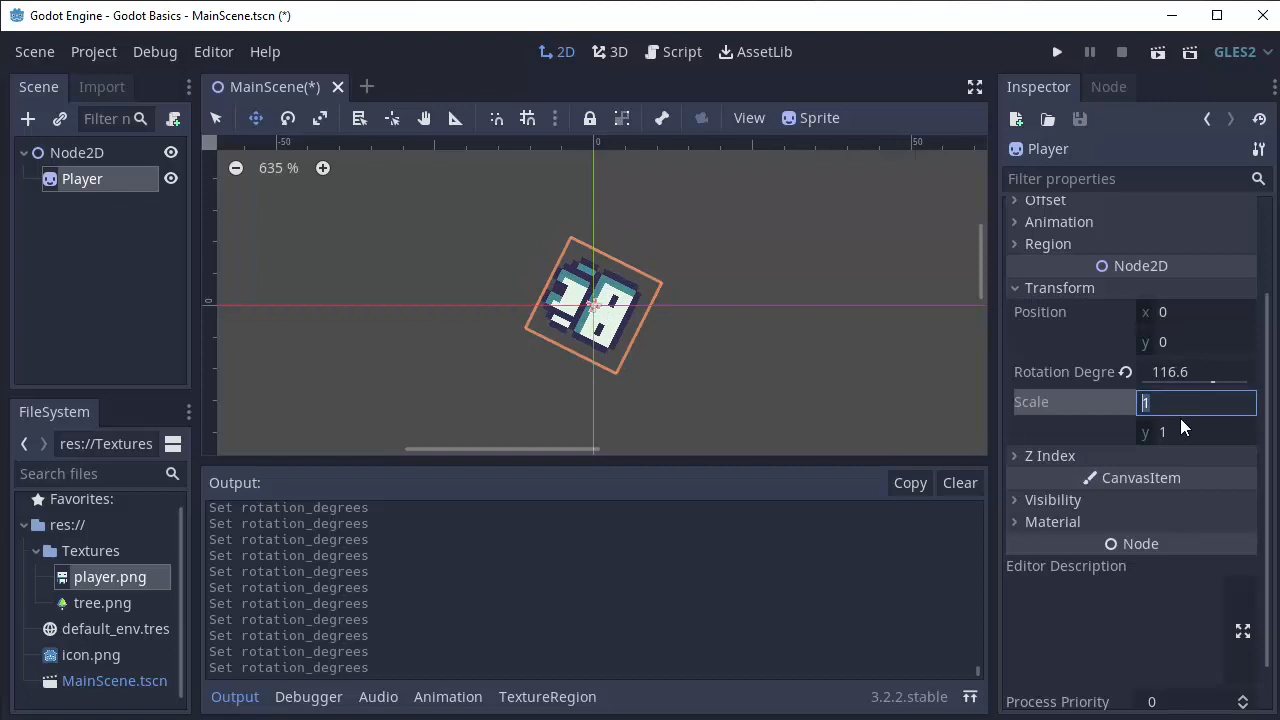 Godot Engine - Godot Basics - MainScene.tscn (*)
Scene Project Debug Editor Help 2D 3D Script AssetLib GLES2
Scene Import
MainScene(*)
Inspector Node
Filter n
View Sprite
Node2D
Player
-50 0 50
635 %
0
Player
Filter properties
Offset
Animation
Region
Node2D
Transform
Position x 0
y 0
Rotation Degre 116.6
Scale 1
y 1
Z Index
CanvasItem
Visibility
Material
Node
Editor Description
Process Priority 0
FileSystem
res://Textures
Search files
Favorites:
res://
Textures
player.png
tree.png
default_env.tres
icon.png
MainScene.tscn
Output: Copy Clear
Set rotation_degrees
Set rotation_degrees
Set rotation_degrees
Set rotation_degrees
Set rotation_degrees
Set rotation_degrees
Set rotation_degrees
Set rotation_degrees
Set rotation_degrees
Set rotation_degrees
Set rotation_degrees
Output Debugger Audio Animation TextureRegion 3.2.2.stable